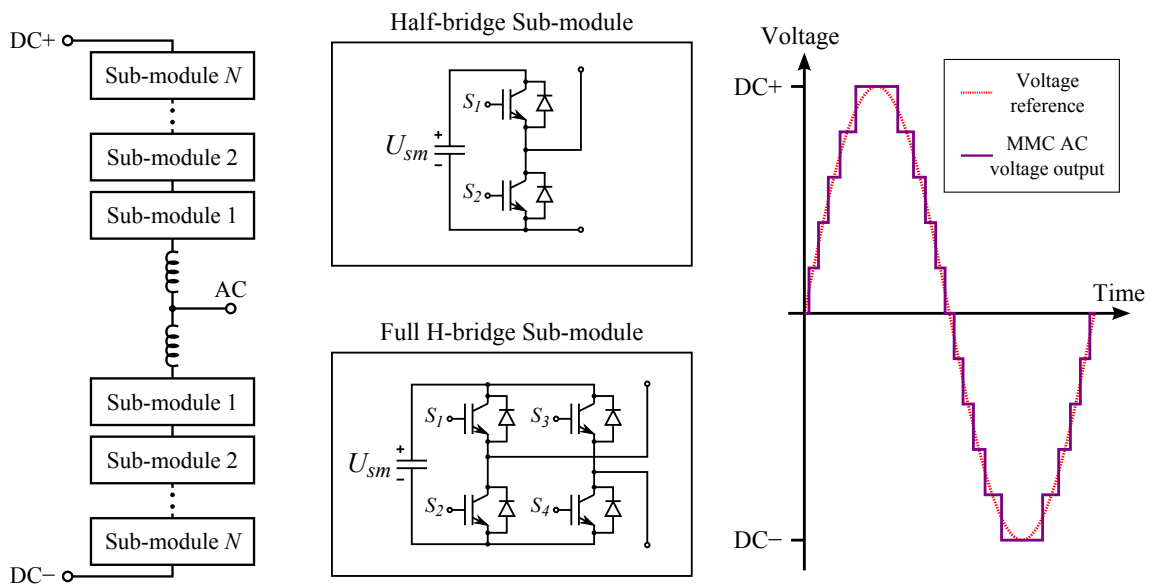 DC+
Sub-module N
Sub-module 2
Sub-module 1
AC
Sub-module 1
Sub-module 2
Sub-module N
DC−
Half-bridge Sub-module
S1
+
Usm
−
S2
Full H-bridge Sub-module
S1
S3
+
Usm
−
S2
S4
Voltage
DC+
Voltage
reference
MMC AC
voltage output
Time
DC−